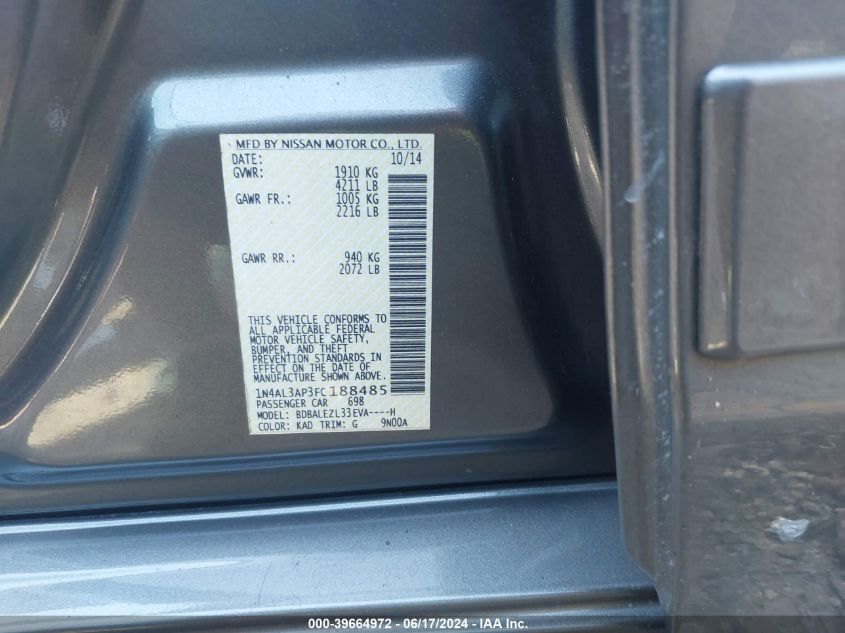 MFD BY NISSAN MOTOR CO., LTD.
DATE: 10/14
GVWR: 1910 KG
4211 LB
GAWR FR.: 1005 KG
2216 LB
GAWR RR.: 940 KG
2072 LB
THIS VEHICLE CONFORMS TO
ALL APPLICABLE FEDERAL
MOTOR VEHICLE SAFETY,
BUMPER, AND THEFT
PREVENTION STANDARDS IN
EFFECT ON THE DATE OF
MANUFACTURE SHOWN ABOVE.
1N4AL3AP3FC188485
PASSENGER CAR 698
MODEL: BDBALEZL33EVA----H
COLOR: KAD TRIM: G 9N00A
000-39664972 - 06/17/2024 - IAA Inc.